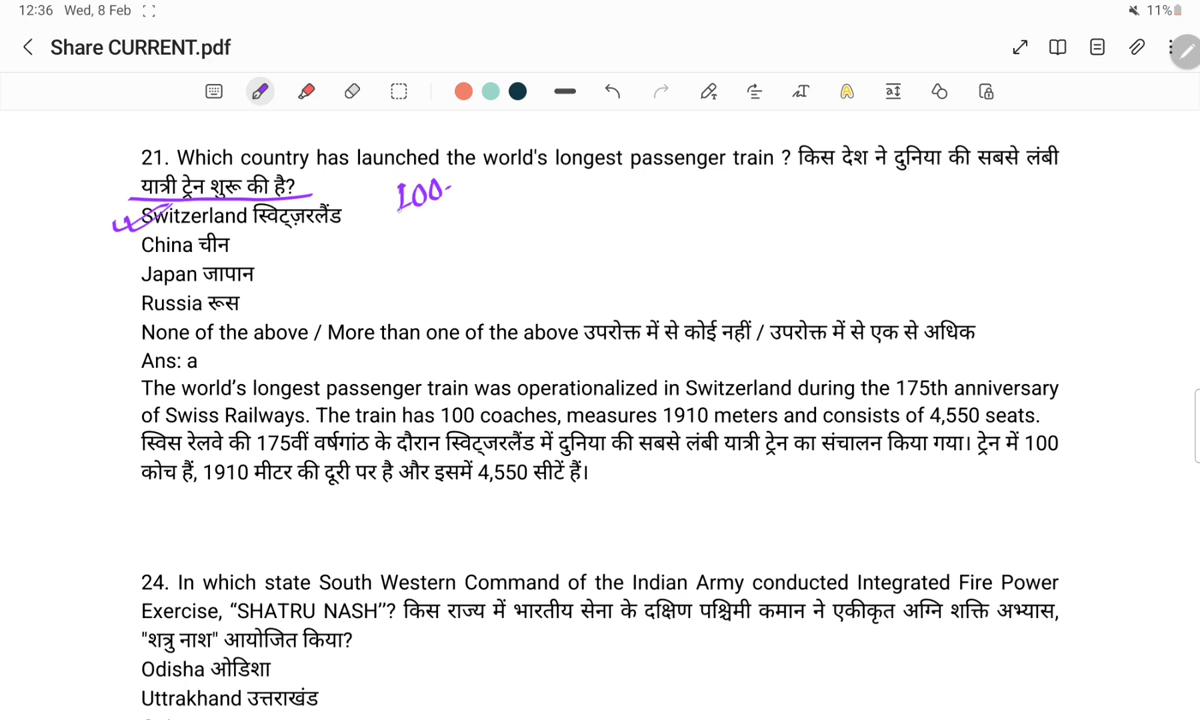 12:36 Wed, 8 Feb 11%
Share CURRENT.pdf
21. Which country has launched the world's longest passenger train ? किस देश ने दुनिया की सबसे लंबी
यात्री ट्रेन शुरू की है?
100
Switzerland स्विट्ज़रलैंड
China चीन
Japan जापान
Russia रूस
None of the above / More than one of the above उपरोक्त में से कोई नहीं / उपरोक्त में से एक से अधिक
Ans: a
The world’s longest passenger train was operationalized in Switzerland during the 175th anniversary
of Swiss Railways. The train has 100 coaches, measures 1910 meters and consists of 4,550 seats.
स्विस रेलवे की 175वीं वर्षगांठ के दौरान स्विट्जरलैंड में दुनिया की सबसे लंबी यात्री ट्रेन का संचालन किया गया। ट्रेन में 100
कोच हैं, 1910 मीटर की दूरी पर है और इसमें 4,550 सीटें हैं।
24. In which state South Western Command of the Indian Army conducted Integrated Fire Power
Exercise, “SHATRU NASH”? किस राज्य में भारतीय सेना के दक्षिण पश्चिमी कमान ने एकीकृत अग्नि शक्ति अभ्यास,
"शत्रु नाश" आयोजित किया?
Odisha ओडिशा
Uttrakhand उत्तराखंड